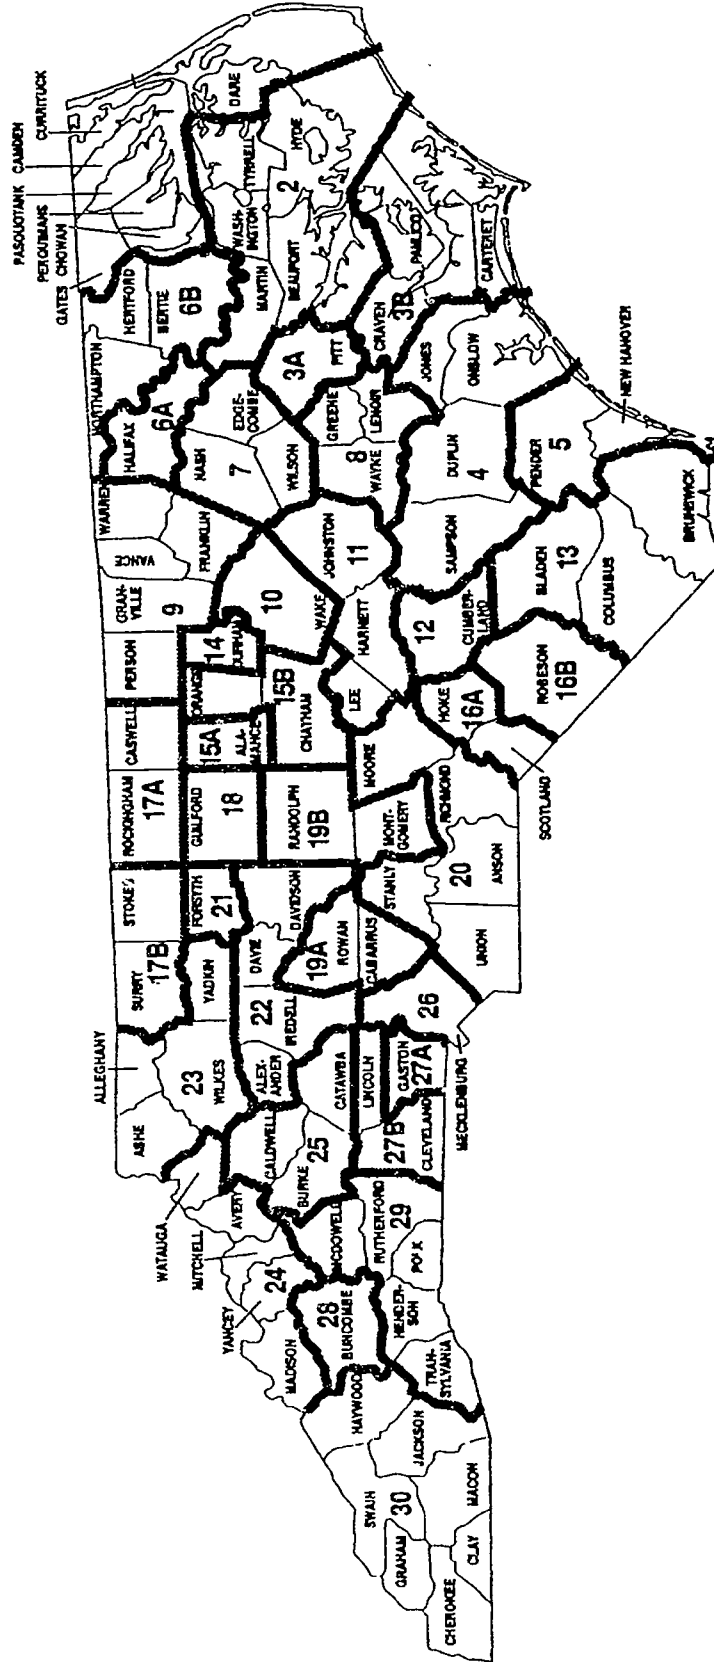 ALLEGHANY
ASHE
SURRY
17B
STOKES
ROCKINGHAM
17A
CASWELL
PERSON
GRAN-
VILLE
9
VANCE
WARREN
FRANKLIN
NORTHAMPTON
HALIFAX
6A
HERTFORD
BERTIE
6B
GATES
CHOWAN
PERQUIMANS
PASQUOTANK
CAMDEN
CURRITUCK
WATAUGA
MITCHELL
YANCEY
AVERY
24
MADISON
WILKES
23
YADKIN
FORSYTH
21
GUILFORD
18
15A
ALA-
MANCE
ORANGE
14
DURHAM
10
WAKE
NASH
7
EDGE-
COMBE
WILSON
MARTIN
WASH-
INGTON
TYRRELL
DARE
HYDE
2
BEAUFORT
CALDWELL
ALEX-
ANDER
IREDELL
22
DAVIE
DAVIDSON
RANDOLPH
19B
CHATHAM
15B
LEE
HARNETT
JOHNSTON
11
WAYNE
8
GREENE
LENOIR
3A
PITT
CRAVEN
3B
PAMLICO
CARTERET
JONES
ONSLOW
BURKE
25
CATAWBA
LINCOLN
ROWAN
19A
CABARRUS
STANLY
MONT-
GOMERY
MOORE
HOKE
16A
12
CUMBER-
LAND
SAMPSON
DUPLIN
4
PENDER
5
NEW HANOVER
SWAIN
30
GRAHAM
CHEROKEE
CLAY
MACON
JACKSON
HAYWOOD
28
BUNCOMBE
MCDOWELL
TRAN-
SYLVANIA
HENDER-
SON
POLK
RUTHERFORD
29
27B
CLEVELAND
GASTON
27A
MECKLENBURG
26
UNION
20
ANSON
RICHMOND
SCOTLAND
ROBESON
16B
BLADEN
13
COLUMBUS
BRUNSWICK